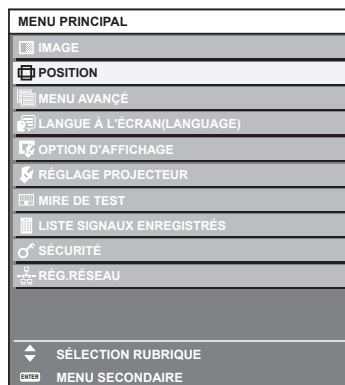 MENU PRINCIPAL
IMAGE
POSITION
MENU AVANÇÉ
LANGUE À L'ÉCRAN(LANGUAGE)
OPTION D'AFFICHAGE
RÉGLAGE PROJECTEUR
MIRE DE TEST
LISTE SIGNAUX ENREGISTRÉS
SÉCURITÉ
RÉG.RÉSEAU
SÉLECTION RUBRIQUE
ENTER MENU SECONDAIRE